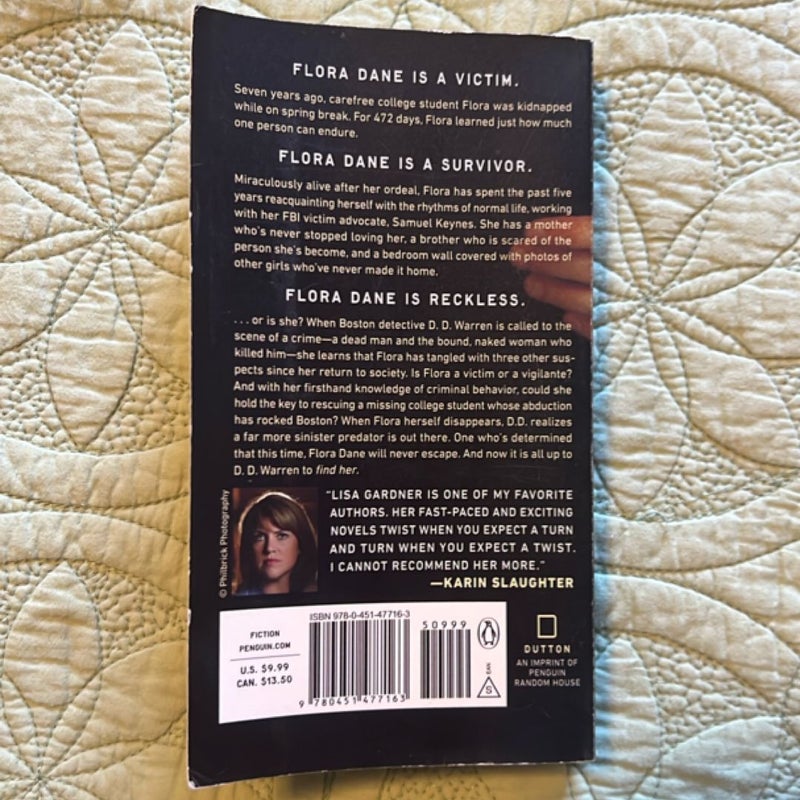 FLORA DANE IS A VICTIM.
Seven years ago, carefree college student Flora was kidnapped
while on spring break. For 472 days, Flora learned just how much
one person can endure.
FLORA DANE IS A SURVIVOR.
Miraculously alive after her ordeal, Flora has spent the past five
years reacquainting herself with the rhythms of normal life, working
with her FBI victim advocate, Samuel Keynes. She has a mother
who's never stopped loving her, a brother who is scared of the
person she's become, and a bedroom wall covered with photos of
other girls who've never made it home.
FLORA DANE IS RECKLESS.
. . . or is she? When Boston detective D. D. Warren is called to the
scene of a crime—a dead man and the bound, naked woman who
killed him—she learns that Flora has tangled with three other sus-
pects since her return to society. Is Flora a victim or a vigilante?
And with her firsthand knowledge of criminal behavior, could she
hold the key to rescuing a missing college student whose abduction
has rocked Boston? When Flora herself disappears, D.D. realizes
a far more sinister predator is out there. One who's determined
that this time, Flora Dane will never escape. And now it is all up to
D. D. Warren to find her.
© Philbrick Photography
"LISA GARDNER IS ONE OF MY FAVORITE
AUTHORS. HER FAST-PACED AND EXCITING
NOVELS TWIST WHEN YOU EXPECT A TURN
AND TURN WHEN YOU EXPECT A TWIST.
I CANNOT RECOMMEND HER MORE."
—KARIN SLAUGHTER
FICTION
PENGUIN.COM
U.S. $9.99
CAN. $13.50
ISBN 978-0-451-47716-3
50999
9 780451 477163
EAN
S
DUTTON
AN IMPRINT OF
PENGUIN
RANDOM HOUSE